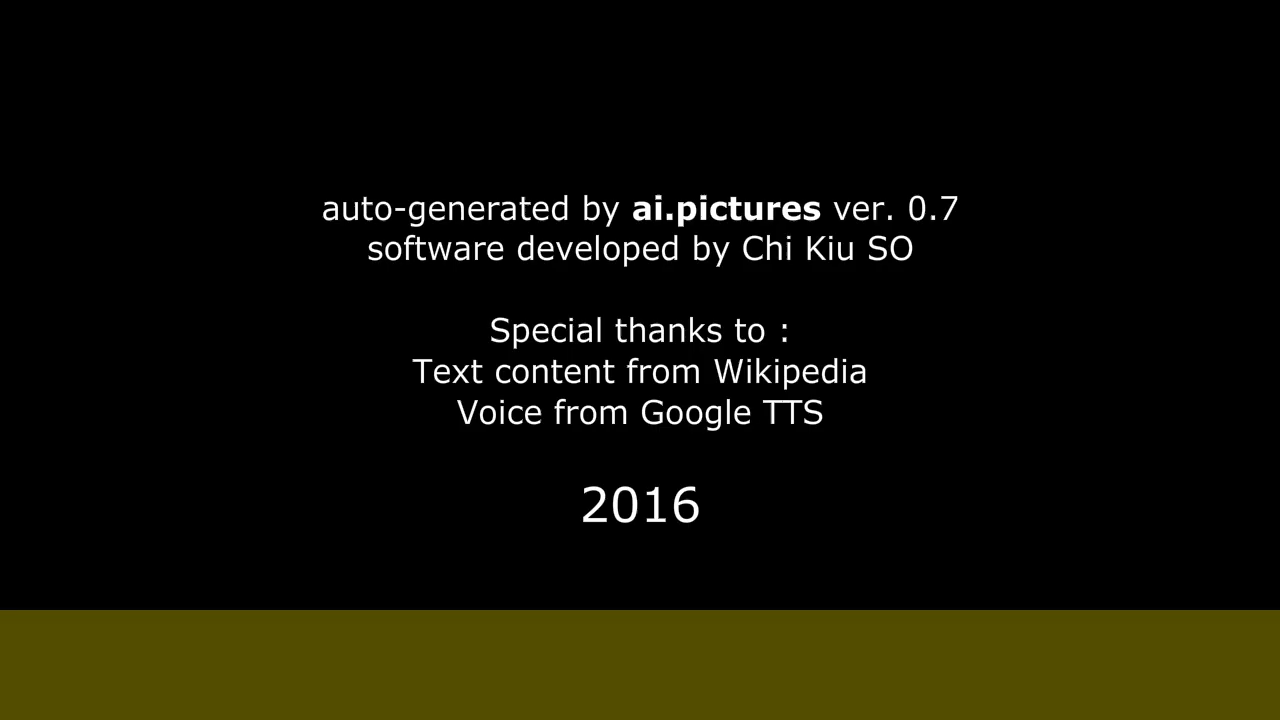 auto-generated by ai.pictures ver. 0.7
software developed by Chi Kiu SO
Special thanks to :
Text content from Wikipedia
Voice from Google TTS
2016